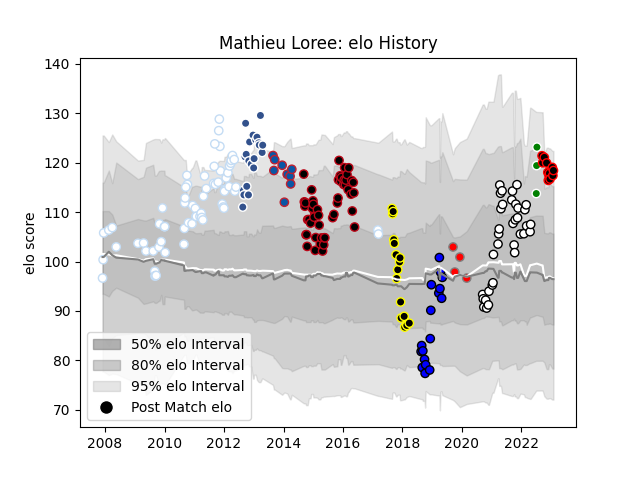 Mathieu Loree: elo History
elo score
140
130
120
110
100
90
80
70
50% elo Interval
80% elo Interval
95% elo Interval
Post Match elo
2008 2010 2012 2014 2016 2018 2020 2022